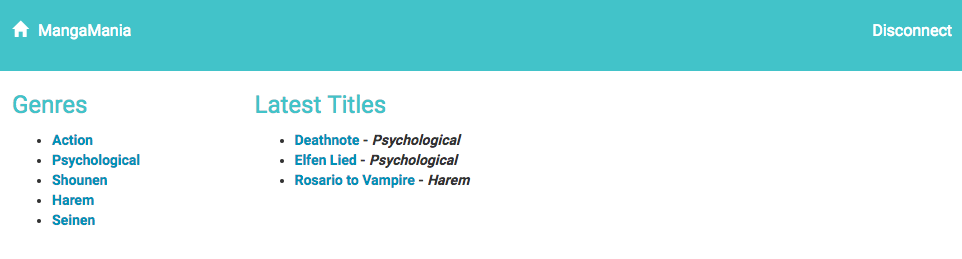 MangaMania Disconnect
Genres
Action
Psychological
Shounen
Harem
Seinen
Latest Titles
Deathnote - Psychological
Elfen Lied - Psychological
Rosario to Vampire - Harem